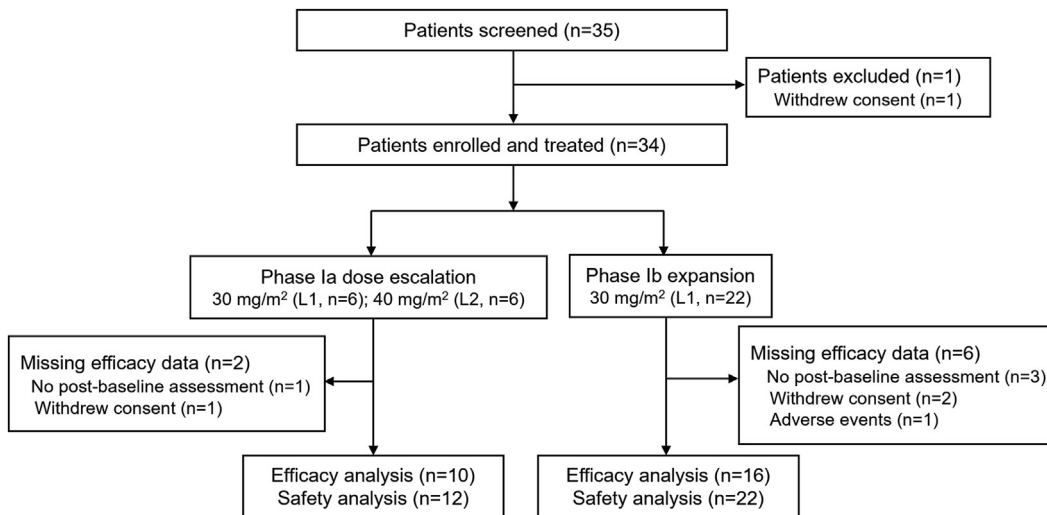 Patients screened (n=35)
Patients excluded (n=1)
Withdrew consent (n=1)
Patients enrolled and treated (n=34)
Phase Ia dose escalation
30 mg/m² (L1, n=6); 40 mg/m² (L2, n=6)
Phase Ib expansion
30 mg/m² (L1, n=22)
Missing efficacy data (n=2)
No post-baseline assessment (n=1)
Withdrew consent (n=1)
Missing efficacy data (n=6)
No post-baseline assessment (n=3)
Withdrew consent (n=2)
Adverse events (n=1)
Efficacy analysis (n=10)
Safety analysis (n=12)
Efficacy analysis (n=16)
Safety analysis (n=22)